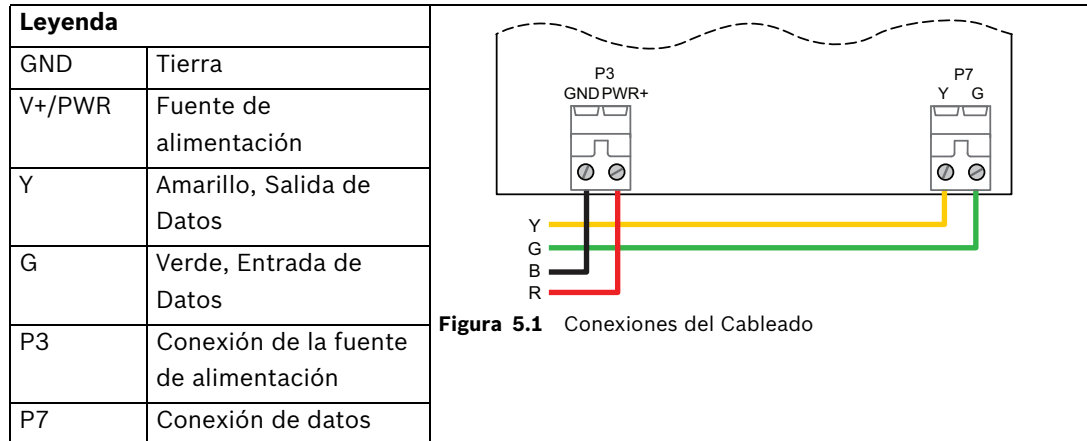 Leyenda
GND Tierra
V+/PWR Fuente de
alimentación
Y Amarillo, Salida de
Datos
G Verde, Entrada de
Datos
P3 Conexión de la fuente
de alimentación
P7 Conexión de datos
P3
GND PWR+
P7
Y G
Y
G
B
R
Figura 5.1 Conexiones del Cableado